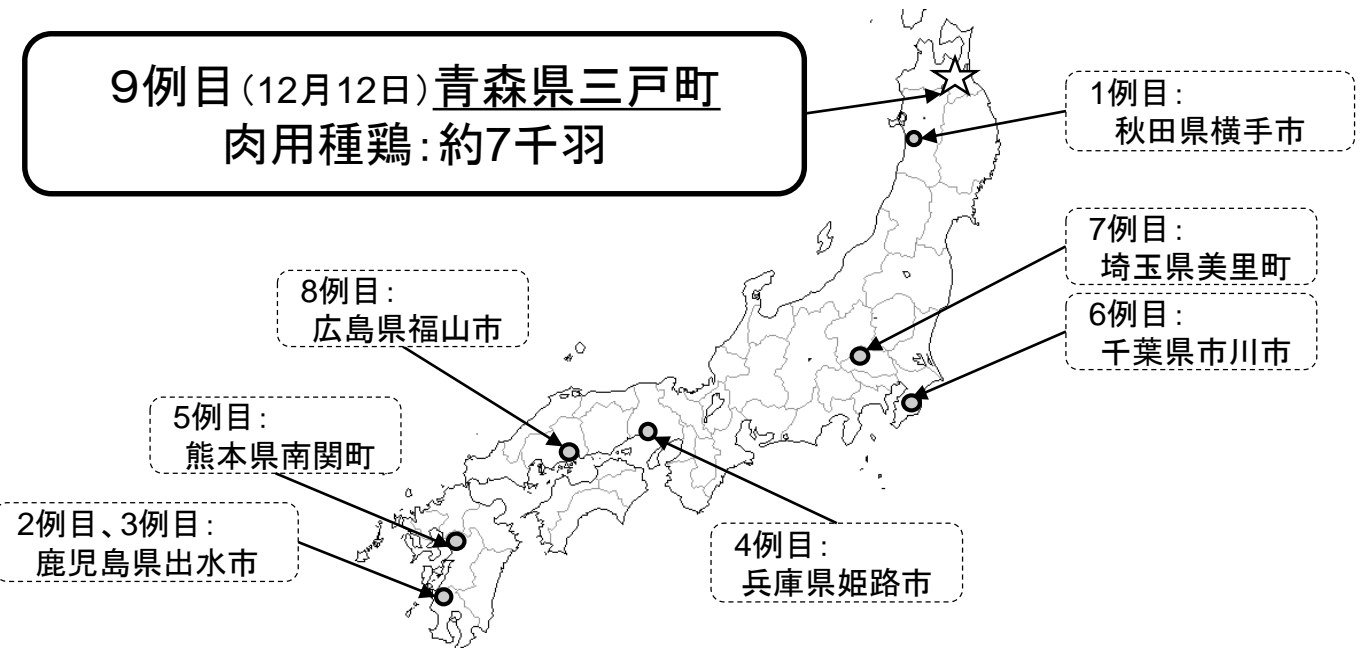 9例目(12月12日)青森県三戸町
肉用種鶏:約7千羽
1例目:
秋田県横手市
7例目:
埼玉県美里町
6例目:
千葉県市川市
8例目:
広島県福山市
5例目:
熊本県南関町
2例目、3例目:
鹿児島県出水市
4例目:
兵庫県姫路市